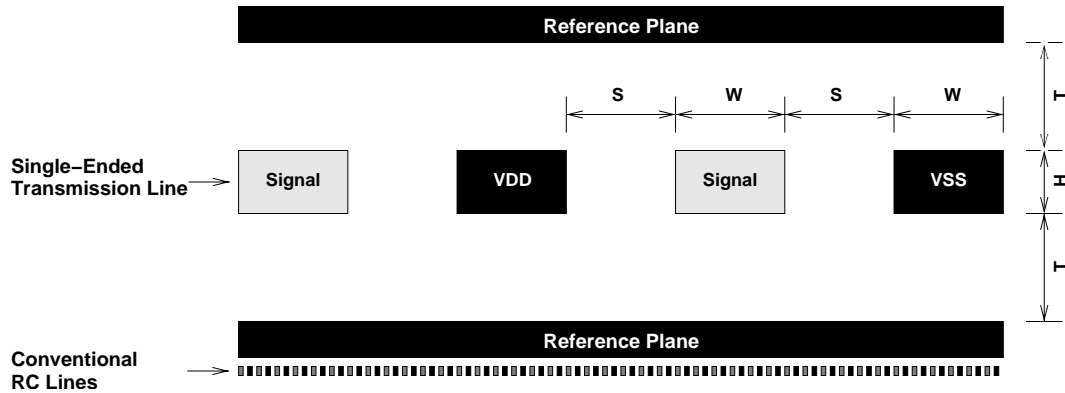 Reference Plane
S W S W
T
Single–Ended
Transmission Line
Signal VDD Signal VSS
H
T
Reference Plane
Conventional
RC Lines